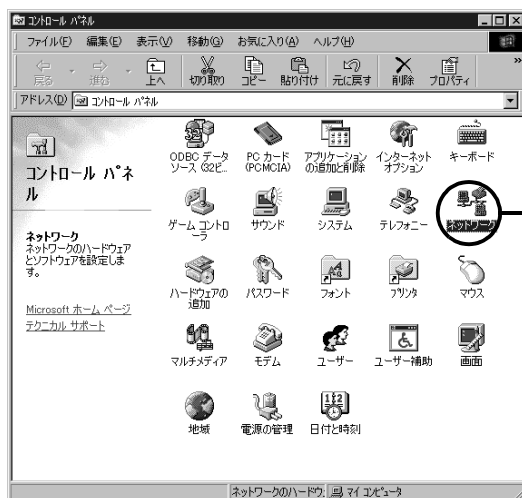 コントロール パネル
ファイル(F) 編集(E) 表示(V) 移動(G) お気に入り(A) ヘルプ(H)
戻る 進む 上へ 切り取り コピー 貼り付け 元に戻す 削除 プロパティ »
アドレス(D) コントロール パネル
コントロール パネ
ル
ネットワーク
ネットワークのハードウェア
とソフトウェアを設定しま
す。
Microsoft ホーム ページ
テクニカル サポート
ODBC データ
ソース (32ビ...
PC カード
(PCMCIA)
アプリケーション
の追加と削除
インターネット
オプション
キーボード
ゲーム コントロ
ーラ
サウンド
システム
テレフォニー
ネットワーク
ハードウェアの
追加
パスワード
フォント
プリンタ
マウス
マルチメディア
モデム
ユーザー
ユーザー補助
画面
地域
電源の管理
日付と時刻
ネットワークのハードウ: マイ コンピュータ